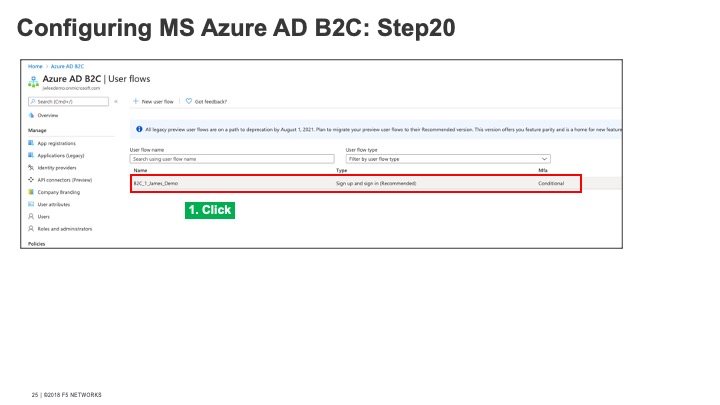 Configuring MS Azure AD B2C: Step20
Home > Azure AD B2C
Azure AD B2C | User flows
jwleedemo.onmicrosoft.com
Search (Cmd+/)
«
+ New user flow
Got feedback?
Overview
Manage
App registrations
Applications (Legacy)
Identity providers
API connectors (Preview)
Company Branding
User attributes
Users
Roles and administrators
Policies
All legacy preview user flows are on a path to deprecation by August 1, 2021. Plan to migrate your preview user flows to their Recommended version. This version offers you feature parity and is a home for new feature
User flow name
User flow type
Search using user flow name
Filter by user flow type
Name Type Mfa
B2C_1_James_Demo Sign up and sign in (Recommended) Conditional
1. Click
25 | ©2018 F5 NETWORKS